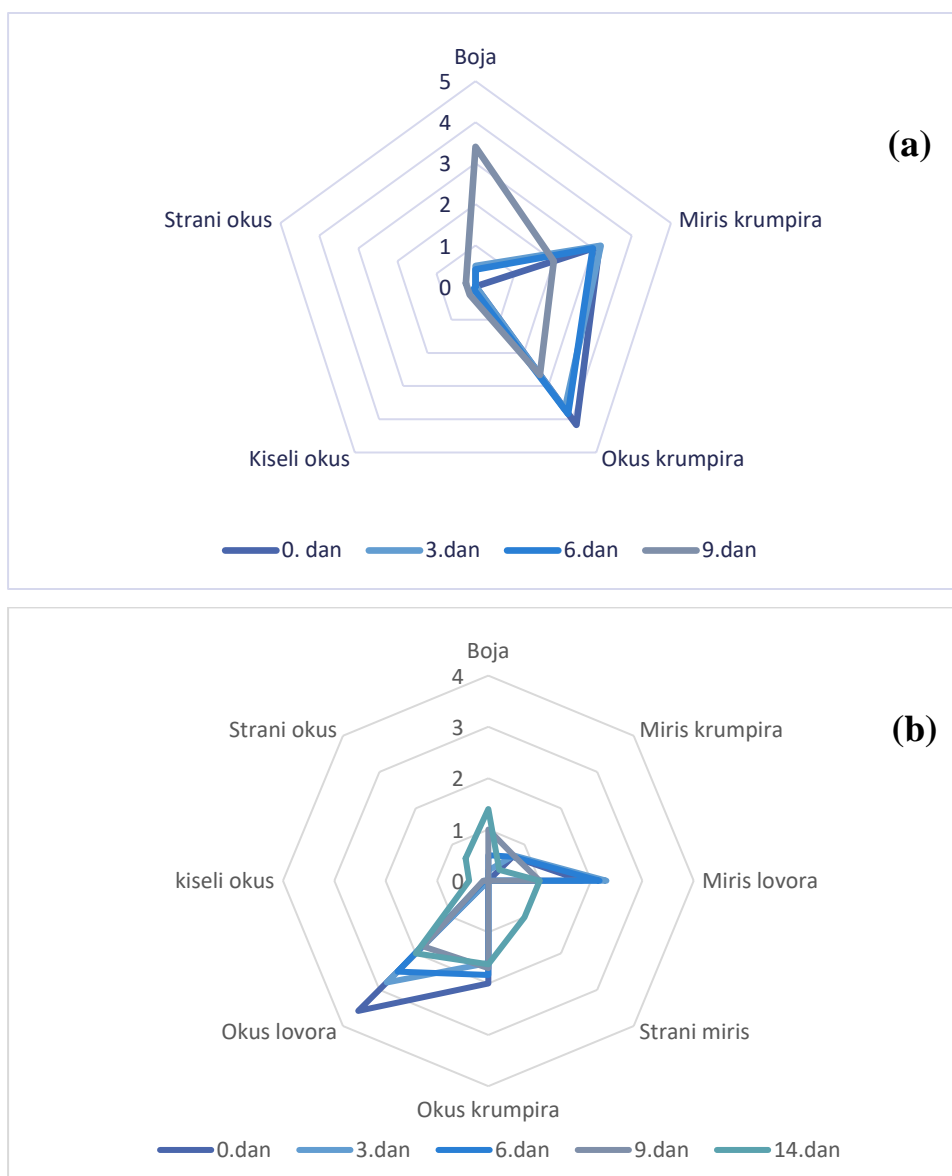 Boja
5
4
3
2
1
0
(a)
Strani okus
Miris krumpira
Kiseli okus
Okus krumpira
0. dan 3.dan 6.dan 9.dan
Boja
4
3
2
1
0
Strani okus
Miris krumpira
(b)
kiseli okus
Miris lovora
Okus lovora
Strani miris
Okus krumpira
0.dan 3.dan 6.dan 9.dan 14.dan